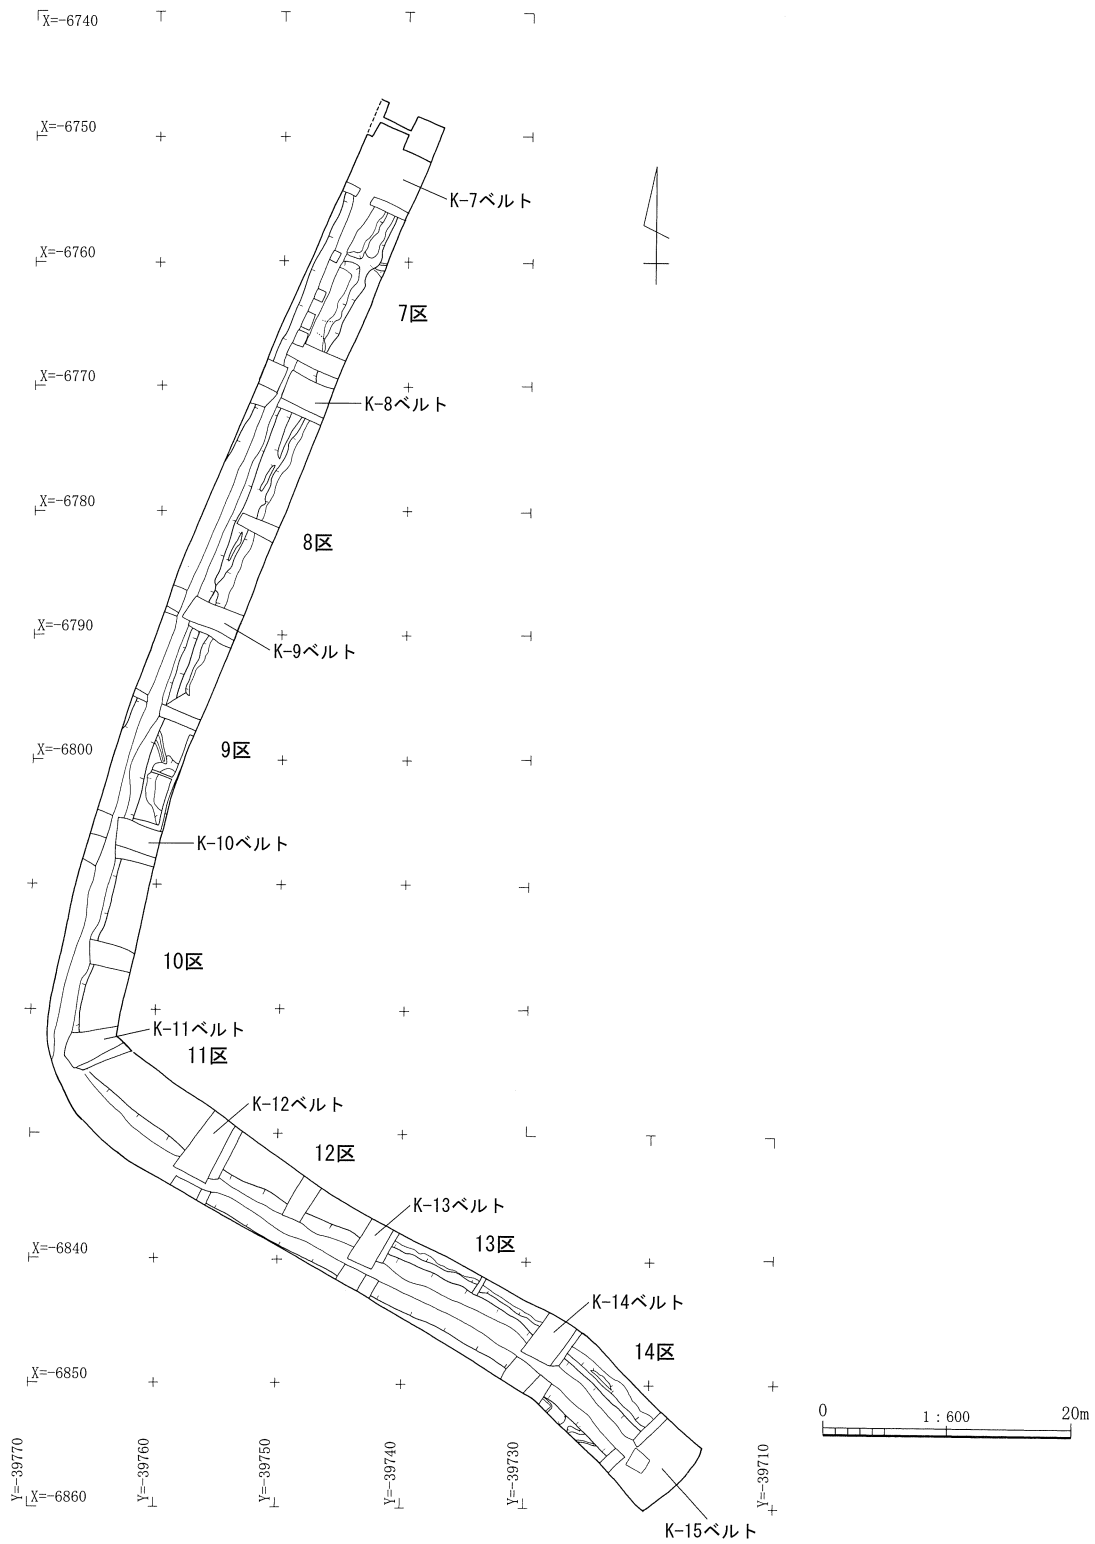 X=-6740
X=-6750
K-7ベルト
X=-6760
7区
X=-6770
K-8ベルト
X=-6780
8区
X=-6790
K-9ベルト
X=-6800
9区
K-10ベルト
10区
K-11ベルト
11区
K-12ベルト
12区
K-13ベルト
X=-6840
13区
K-14ベルト
14区
X=-6850
0
1：600
20m
Y=-39770
Y=-39760
Y=-39750
Y=-39740
Y=-39730
Y=-39710
X=-6860
K-15ベルト